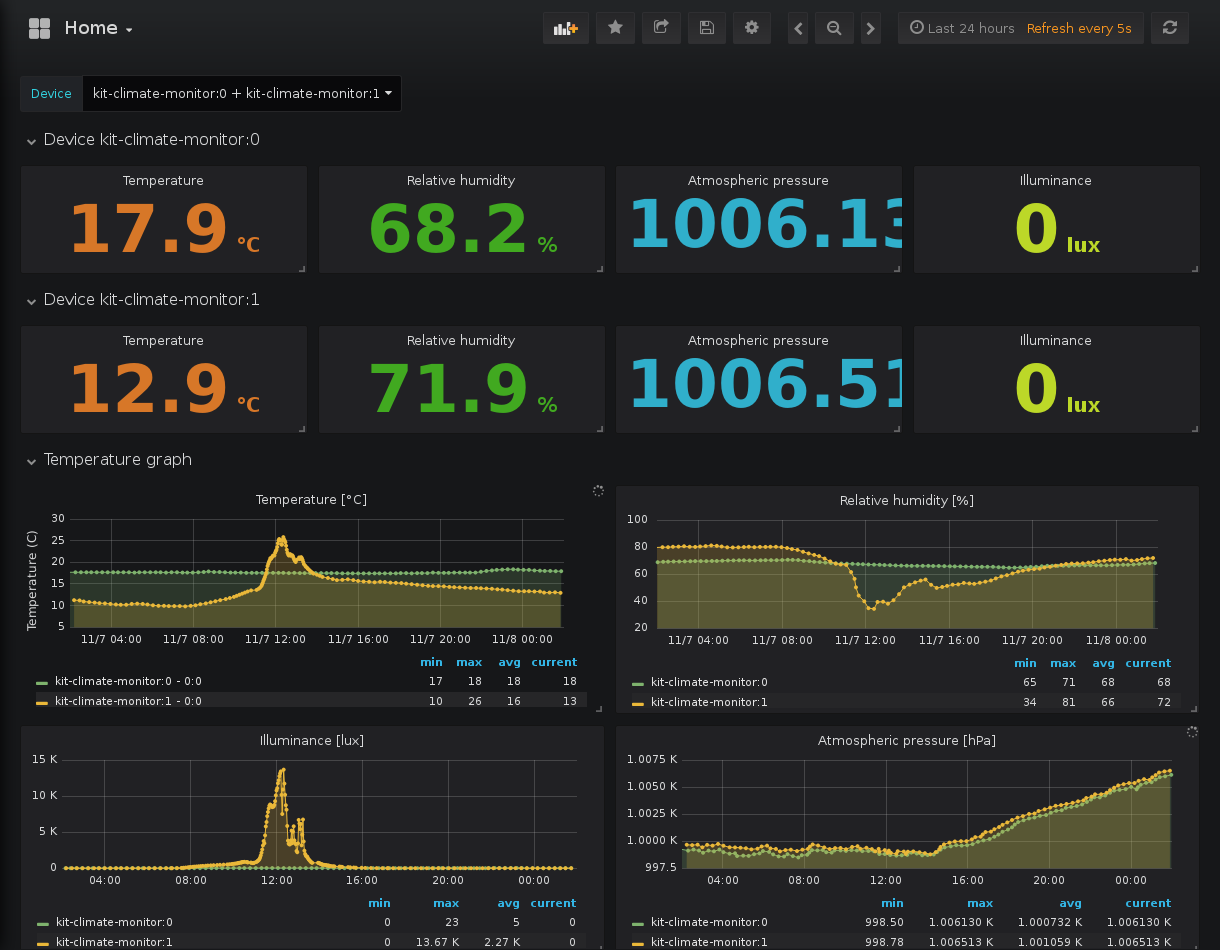 Home
Last 24 hours Refresh every 5s
Device kit-climate-monitor:0 + kit-climate-monitor:1
Device kit-climate-monitor:0
Temperature Relative humidity Atmospheric pressure Illuminance
17.9 °C 68.2 % 1006.13 0 lux
Device kit-climate-monitor:1
Temperature Relative humidity Atmospheric pressure Illuminance
12.9 °C 71.9 % 1006.51 0 lux
Temperature graph
Temperature [°C]
Temperature (C)
30
25
20
15
10
5
11/7 04:00 11/7 08:00 11/7 12:00 11/7 16:00 11/7 20:00 11/8 00:00
min max avg current
kit-climate-monitor:0 - 0:0 17 18 18 18
kit-climate-monitor:1 - 0:0 10 26 16 13
Relative humidity [%]
100
80
60
40
20
11/7 04:00 11/7 08:00 11/7 12:00 11/7 16:00 11/7 20:00 11/8 00:00
min max avg current
kit-climate-monitor:0 65 71 68 68
kit-climate-monitor:1 34 81 66 72
Illuminance [lux]
15 K
10 K
5 K
0
04:00 08:00 12:00 16:00 20:00 00:00
min max avg current
kit-climate-monitor:0 0 23 5 0
kit-climate-monitor:1 0 13.67 K 2.27 K 0
Atmospheric pressure [hPa]
1.0075 K
1.0050 K
1.0025 K
1.0000 K
997.5
04:00 08:00 12:00 16:00 20:00 00:00
min max avg current
kit-climate-monitor:0 998.50 1.006130 K 1.000732 K 1.006130 K
kit-climate-monitor:1 998.78 1.006513 K 1.001059 K 1.006513 K